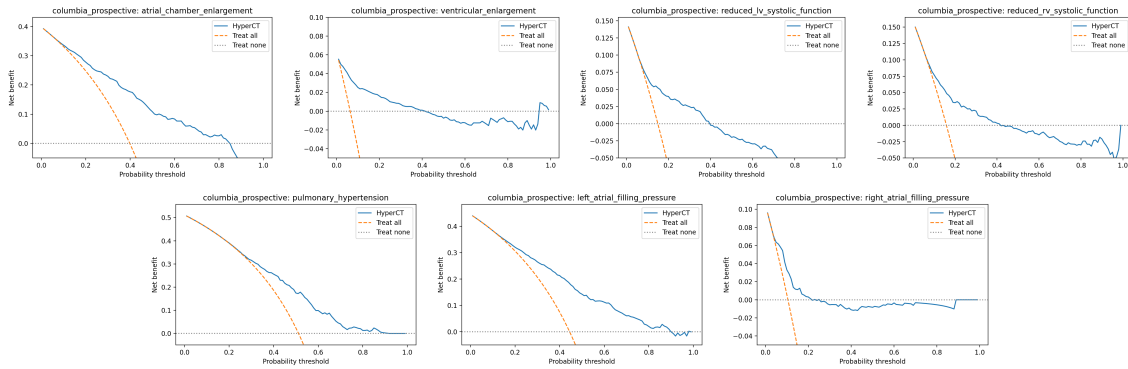 columbia_prospective: atrial_chamber_enlargement
Net benefit
0.4
0.3
0.2
0.1
0.0
HyperCT
Treat all
Treat none
0.0 0.2 0.4 0.6 0.8 1.0
Probability threshold
columbia_prospective: ventricular_enlargement
Net benefit
0.10
0.08
0.06
0.04
0.02
0.00
−0.02
−0.04
HyperCT
Treat all
Treat none
0.0 0.2 0.4 0.6 0.8 1.0
Probability threshold
columbia_prospective: reduced_lv_systolic_function
Net benefit
0.150
0.125
0.100
0.075
0.050
0.025
0.000
−0.025
−0.050
HyperCT
Treat all
Treat none
0.0 0.2 0.4 0.6 0.8 1.0
Probability threshold
columbia_prospective: reduced_rv_systolic_function
Net benefit
0.150
0.125
0.100
0.075
0.050
0.025
0.000
−0.025
−0.050
HyperCT
Treat all
Treat none
0.0 0.2 0.4 0.6 0.8 1.0
Probability threshold
columbia_prospective: pulmonary_hypertension
Net benefit
0.5
0.4
0.3
0.2
0.1
0.0
HyperCT
Treat all
Treat none
0.0 0.2 0.4 0.6 0.8 1.0
Probability threshold
columbia_prospective: left_atrial_filling_pressure
Net benefit
0.4
0.3
0.2
0.1
0.0
HyperCT
Treat all
Treat none
0.0 0.2 0.4 0.6 0.8 1.0
Probability threshold
columbia_prospective: right_atrial_filling_pressure
Net benefit
0.10
0.08
0.06
0.04
0.02
0.00
−0.02
−0.04
HyperCT
Treat all
Treat none
0.0 0.2 0.4 0.6 0.8 1.0
Probability threshold